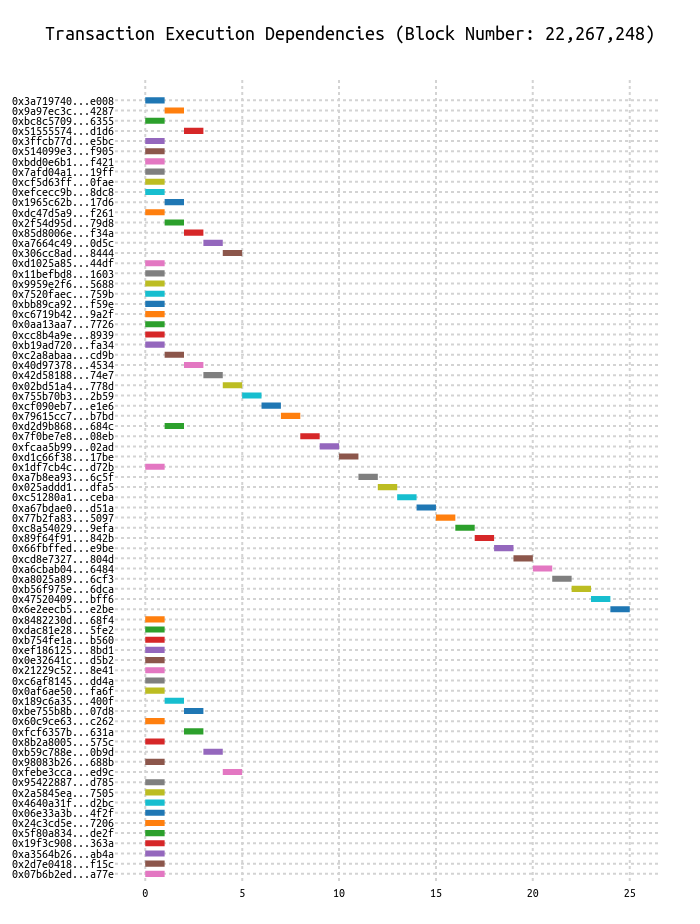 Transaction Execution Dependencies (Block Number: 22,267,248)
0x3a719740...e008
0x9a97ec3c...4287
0xbc8c5709...6355
0x51555574...d1d6
0x3ffcb77d...e5bc
0x514099e3...f905
0xbdd0e6b1...f421
0x7afd04a1...19ff
0xcf5d63ff...0fae
0xefcecc9b...8dc8
0x1965c62b...17d6
0xdc47d5a9...f261
0x2f54d95d...79d8
0x85d8006e...f34a
0xa7664c49...0d5c
0x306cc8ad...8444
0xd1025a85...44df
0x11befbd8...1603
0x9959e2f6...5688
0x7520faec...759b
0xbb89ca92...f59e
0xc6719b42...9a2f
0x0aa13aa7...7726
0xcc8b4a9e...8939
0xb19ad720...fa34
0xc2a8abaa...cd9b
0x40d97378...4534
0x42d58188...74e7
0x02bd51a4...778d
0x755b70b3...2b59
0xcf090eb7...e1e6
0x79615cc7...b7bd
0xd2d9b868...684c
0x7f0be7e8...08eb
0xfcaa5b99...02ad
0xd1c66f38...17be
0x1df7cb4c...d72b
0xa7b8ea93...6c5f
0x025addd1...dfa5
0xc51280a1...ceba
0xa67bdae0...d51a
0x77b2fa83...5097
0xc8a54029...9efa
0x89f64f91...842b
0x66fbffed...e9be
0xcd8e7327...804d
0xa6cbab04...6484
0xa8025a89...6cf3
0xb56f975e...6dca
0x47520409...bff6
0x6e2eecb5...e2be
0x8482230d...68f4
0xdac81e28...5fe2
0xb754fe1a...b560
0xef186125...8bd1
0x0e32641c...d5b2
0x21229c52...8e41
0xc6af8145...dd4a
0x0af6ae50...fa6f
0x189c6a35...400f
0xbe755b8b...07d8
0x60c9ce63...c262
0xfcf6357b...631a
0x8b2a8005...575c
0xb59c788e...0b9d
0x98083b26...688b
0xfebe3cca...ed9c
0x95422887...d785
0x2a5845ea...7505
0x4640a31f...d2bc
0x06e33a3b...4f2f
0x24c3cd5e...7206
0x5f80a834...de2f
0x19f3c908...363a
0xa3564b26...ab4a
0x2d7e0418...f15c
0x07b6b2ed...a77e
0 5 10 15 20 25